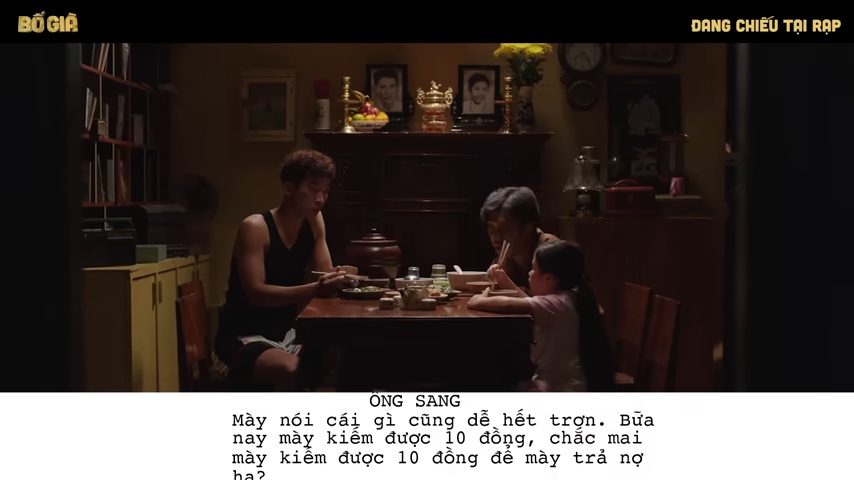 BỐ GIÀ
ĐANG CHIẾU TẠI RẠP
ÔNG SANG
Mày nói cái gì cũng dễ hết trơn. Bữa
nay mày kiếm được 10 đồng, chắc mai
mày kiếm được 10 đồng để mày trả nợ
ha?